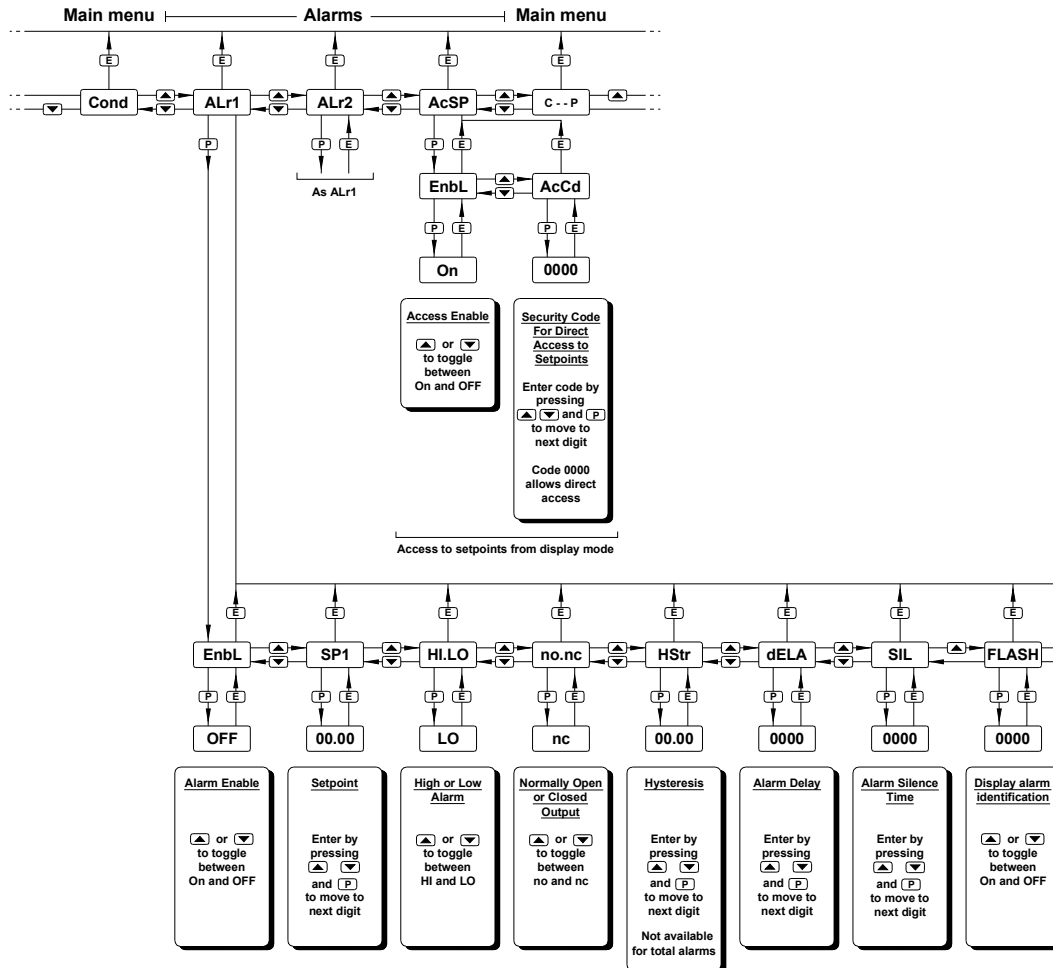 Main menu Alarms Main menu
E E E E E
Cond ALr1 ALr2 AcSP C - - P
P P E P E E
As ALr1
EnbL AcCd
P E P E
On 0000
Access Enable
or
to toggle
between
On and OFF
Security Code
For Direct
Access to
Setpoints
Enter code by
pressing
and P
to move to
next digit
Code 0000
allows direct
access
Access to setpoints from display mode
E E E E E E E E
EnbL SP1 HI.LO no.nc HStr dELA SIL FLASH
P E P E P E P E P E P E P E P E
OFF 00.00 LO nc 00.00 0000 0000 0000
Alarm Enable
or
to toggle
between
On and OFF
Setpoint
Enter by
pressing
and P
to move to
next digit
High or Low
Alarm
or
to toggle
between
HI and LO
Normally Open
or Closed
Output
or
to toggle
between
no and nc
Hysteresis
Enter by
pressing
and P
to move to
next digit
Not available
for total alarms
Alarm Delay
Enter by
pressing
and P
to move to
next digit
Alarm Silence
Time
Enter by
pressing
and P
to move to
next digit
Display alarm
identification
or
to toggle
between
On and OFF